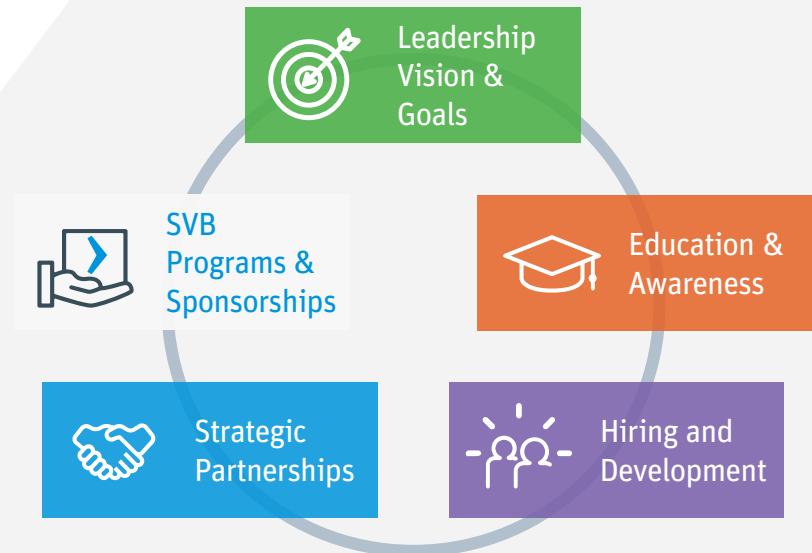 Leadership
Vision &
Goals
SVB
Programs &
Sponsorships
Education &
Awareness
Strategic
Partnerships
Hiring and
Development